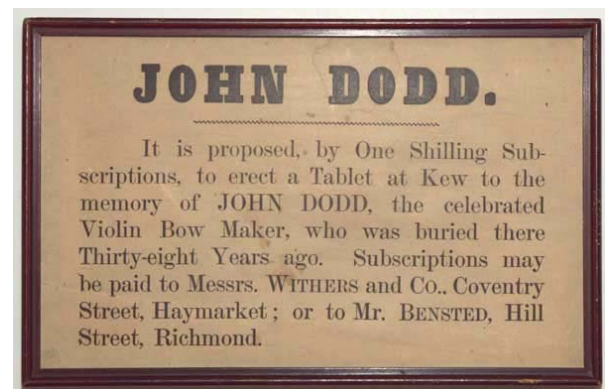 JOHN DODD.
It is proposed, by One Shilling Sub-
scriptions, to erect a Tablet at Kew to the
memory of JOHN DODD, the celebrated
Violin Bow Maker, who was buried there
Thirty-eight Years ago. Subscriptions may
be paid to Messrs. WITHERS and Co.. Coventry
Street, Haymarket ; or to Mr. BENSTED, Hill
Street, Richmond.